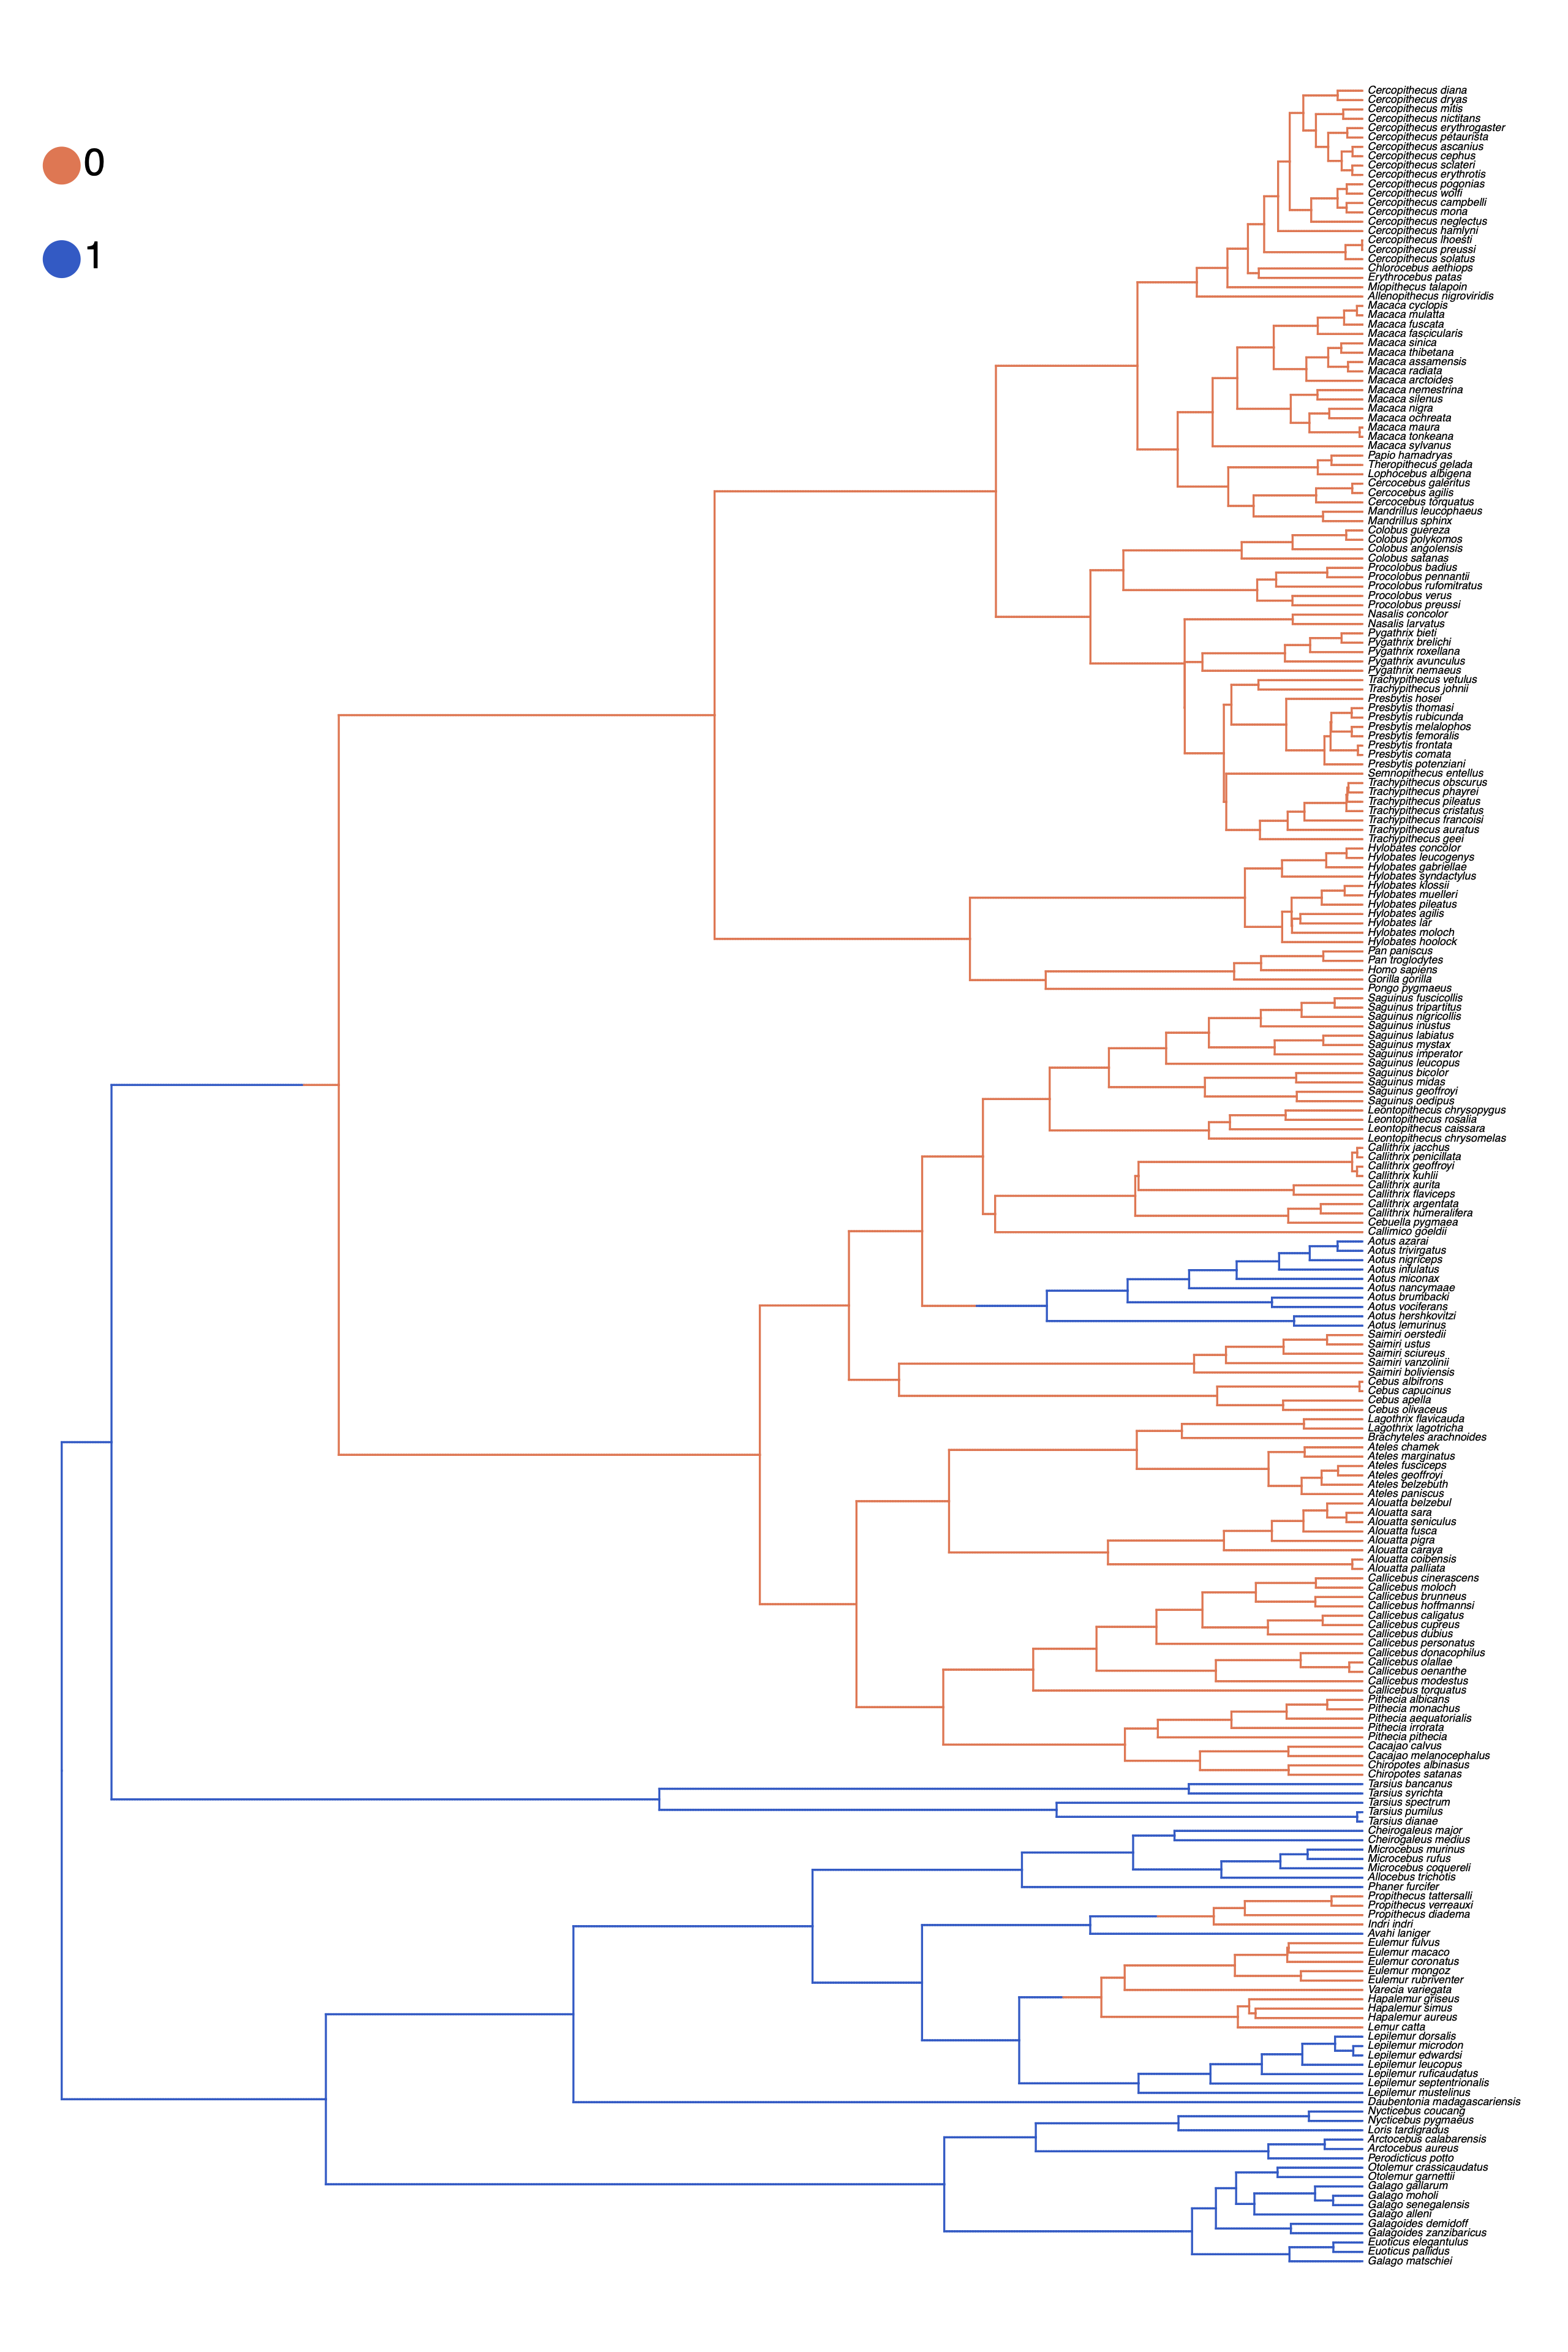 0
1
Cercopithecus diana
Cercopithecus dryas
Cercopithecus mitis
Cercopithecus nictitans
Cercopithecus erythrogaster
Cercopithecus petaurista
Cercopithecus ascanius
Cercopithecus cephus
Cercopithecus sclateri
Cercopithecus erythrotis
Cercopithecus pogonias
Cercopithecus wolfi
Cercopithecus campbelli
Cercopithecus mona
Cercopithecus neglectus
Cercopithecus hamlyni
Cercopithecus lhoesti
Cercopithecus preussi
Cercopithecus solatus
Chlorocebus aethiops
Erythrocebus patas
Miopithecus talapoin
Allenopithecus nigroviridis
Macaca cyclopis
Macaca mulatta
Macaca fuscata
Macaca fascicularis
Macaca sinica
Macaca thibetana
Macaca assamensis
Macaca radiata
Macaca arctoides
Macaca nemestrina
Macaca silenus
Macaca nigra
Macaca ochreata
Macaca maura
Macaca tonkeana
Macaca sylvanus
Papio hamadryas
Theropithecus gelada
Lophocebus albigena
Cercocebus galeritus
Cercocebus agilis
Cercocebus torquatus
Mandrillus leucophaeus
Mandrillus sphinx
Colobus guereza
Colobus polykomos
Colobus angolensis
Colobus satanas
Procolobus badius
Procolobus pennantii
Procolobus rufomitratus
Procolobus verus
Procolobus preussi
Nasalis concolor
Nasalis larvatus
Pygathrix bieti
Pygathrix brelichi
Pygathrix roxellana
Pygathrix avunculus
Pygathrix nemaeus
Trachypithecus vetulus
Trachypithecus johnii
Presbytis hosei
Presbytis thomasi
Presbytis rubicunda
Presbytis melalophos
Presbytis femoralis
Presbytis frontata
Presbytis comata
Presbytis potenziani
Semnopithecus entellus
Trachypithecus obscurus
Trachypithecus phayrei
Trachypithecus pileatus
Trachypithecus cristatus
Trachypithecus francoisi
Trachypithecus auratus
Trachypithecus geei
Hylobates concolor
Hylobates leucogenys
Hylobates gabriellae
Hylobates syndactylus
Hylobates klossii
Hylobates muelleri
Hylobates pileatus
Hylobates agilis
Hylobates lar
Hylobates moloch
Hylobates hoolock
Pan paniscus
Pan troglodytes
Homo sapiens
Gorilla gorilla
Pongo pygmaeus
Saguinus fuscicollis
Saguinus tripartitus
Saguinus nigricollis
Saguinus inustus
Saguinus labiatus
Saguinus mystax
Saguinus imperator
Saguinus leucopus
Saguinus bicolor
Saguinus midas
Saguinus geoffroyi
Saguinus oedipus
Leontopithecus chrysopygus
Leontopithecus rosalia
Leontopithecus caissara
Leontopithecus chrysomelas
Callithrix jacchus
Callithrix penicillata
Callithrix geoffroyi
Callithrix kuhlii
Callithrix aurita
Callithrix flaviceps
Callithrix argentata
Callithrix humeralifera
Cebuella pygmaea
Callimico goeldii
Aotus azarai
Aotus trivirgatus
Aotus nigriceps
Aotus infulatus
Aotus miconax
Aotus nancymaae
Aotus brumbacki
Aotus vociferans
Aotus hershkovitzi
Aotus lemurinus
Saimiri oerstedii
Saimiri ustus
Saimiri sciureus
Saimiri vanzolinii
Saimiri boliviensis
Cebus albifrons
Cebus capucinus
Cebus apella
Cebus olivaceus
Lagothrix flavicauda
Lagothrix lagotricha
Brachyteles arachnoides
Ateles chamek
Ateles marginatus
Ateles fusciceps
Ateles geoffroyi
Ateles belzebuth
Ateles paniscus
Alouatta belzebul
Alouatta sara
Alouatta seniculus
Alouatta fusca
Alouatta pigra
Alouatta caraya
Alouatta coibensis
Alouatta palliata
Callicebus cinerascens
Callicebus moloch
Callicebus brunneus
Callicebus hoffmannsi
Callicebus caligatus
Callicebus cupreus
Callicebus dubius
Callicebus personatus
Callicebus donacophilus
Callicebus olallae
Callicebus oenanthe
Callicebus modestus
Callicebus torquatus
Pithecia albicans
Pithecia monachus
Pithecia aequatorialis
Pithecia irrorata
Pithecia pithecia
Cacajao calvus
Cacajao melanocephalus
Chiropotes albinasus
Chiropotes satanas
Tarsius bancanus
Tarsius syrichta
Tarsius spectrum
Tarsius pumilus
Tarsius dianae
Cheirogaleus major
Cheirogaleus medius
Microcebus murinus
Microcebus rufus
Microcebus coquereli
Allocebus trichotis
Phaner furcifer
Propithecus tattersalli
Propithecus verreauxi
Propithecus diadema
Indri indri
Avahi laniger
Eulemur fulvus
Eulemur macaco
Eulemur coronatus
Eulemur mongoz
Eulemur rubriventer
Varecia variegata
Hapalemur griseus
Hapalemur simus
Hapalemur aureus
Lemur catta
Lepilemur dorsalis
Lepilemur microdon
Lepilemur edwardsi
Lepilemur leucopus
Lepilemur ruficaudatus
Lepilemur septentrionalis
Lepilemur mustelinus
Daubentonia madagascariensis
Nycticebus coucang
Nycticebus pygmaeus
Loris tardigradus
Arctocebus calabarensis
Arctocebus aureus
Perodicticus potto
Otolemur crassicaudatus
Otolemur garnettii
Galago gallarum
Galago moholi
Galago senegalensis
Galago alleni
Galagoides demidoff
Galagoides zanzibaricus
Euoticus elegantulus
Euoticus pallidus
Galago matschiei